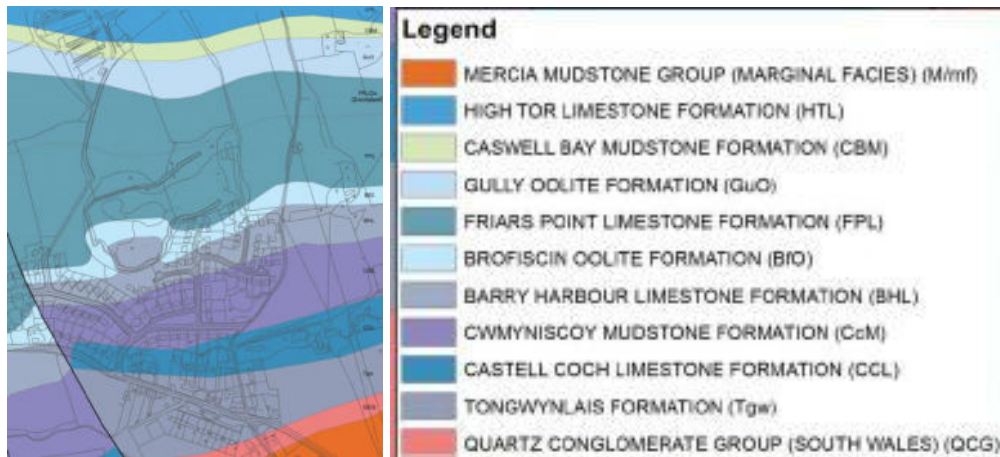 Legend
MERCIA MUDSTONE GROUP (MARGINAL FACIES) (M/mf)
HIGH TOR LIMESTONE FORMATION (HTL)
CASWELL BAY MUDSTONE FORMATION (CBM)
GULLY OOLITE FORMATION (GuO)
FRIARS POINT LIMESTONE FORMATION (FPL)
BROFISCIN OOLITE FORMATION (BfO)
BARRY HARBOUR LIMESTONE FORMATION (BHL)
CWMYNISCOY MUDSTONE FORMATION (CcM)
CASTELL COCH LIMESTONE FORMATION (CCL)
TONGWYNLAIS FORMATION (Tgw)
QUARTZ CONGLOMERATE GROUP (SOUTH WALES) (QCG)